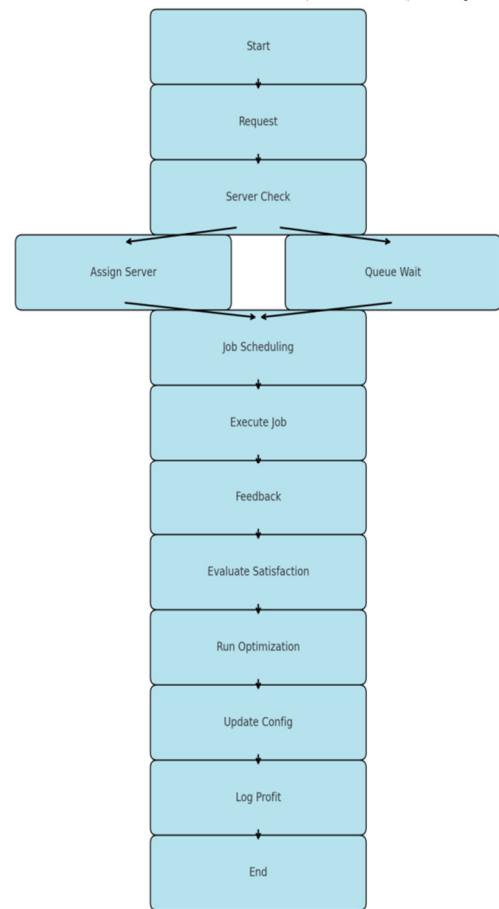 Start
Request
Server Check
Assign Server
Queue Wait
Job Scheduling
Execute Job
Feedback
Evaluate Satisfaction
Run Optimization
Update Config
Log Profit
End